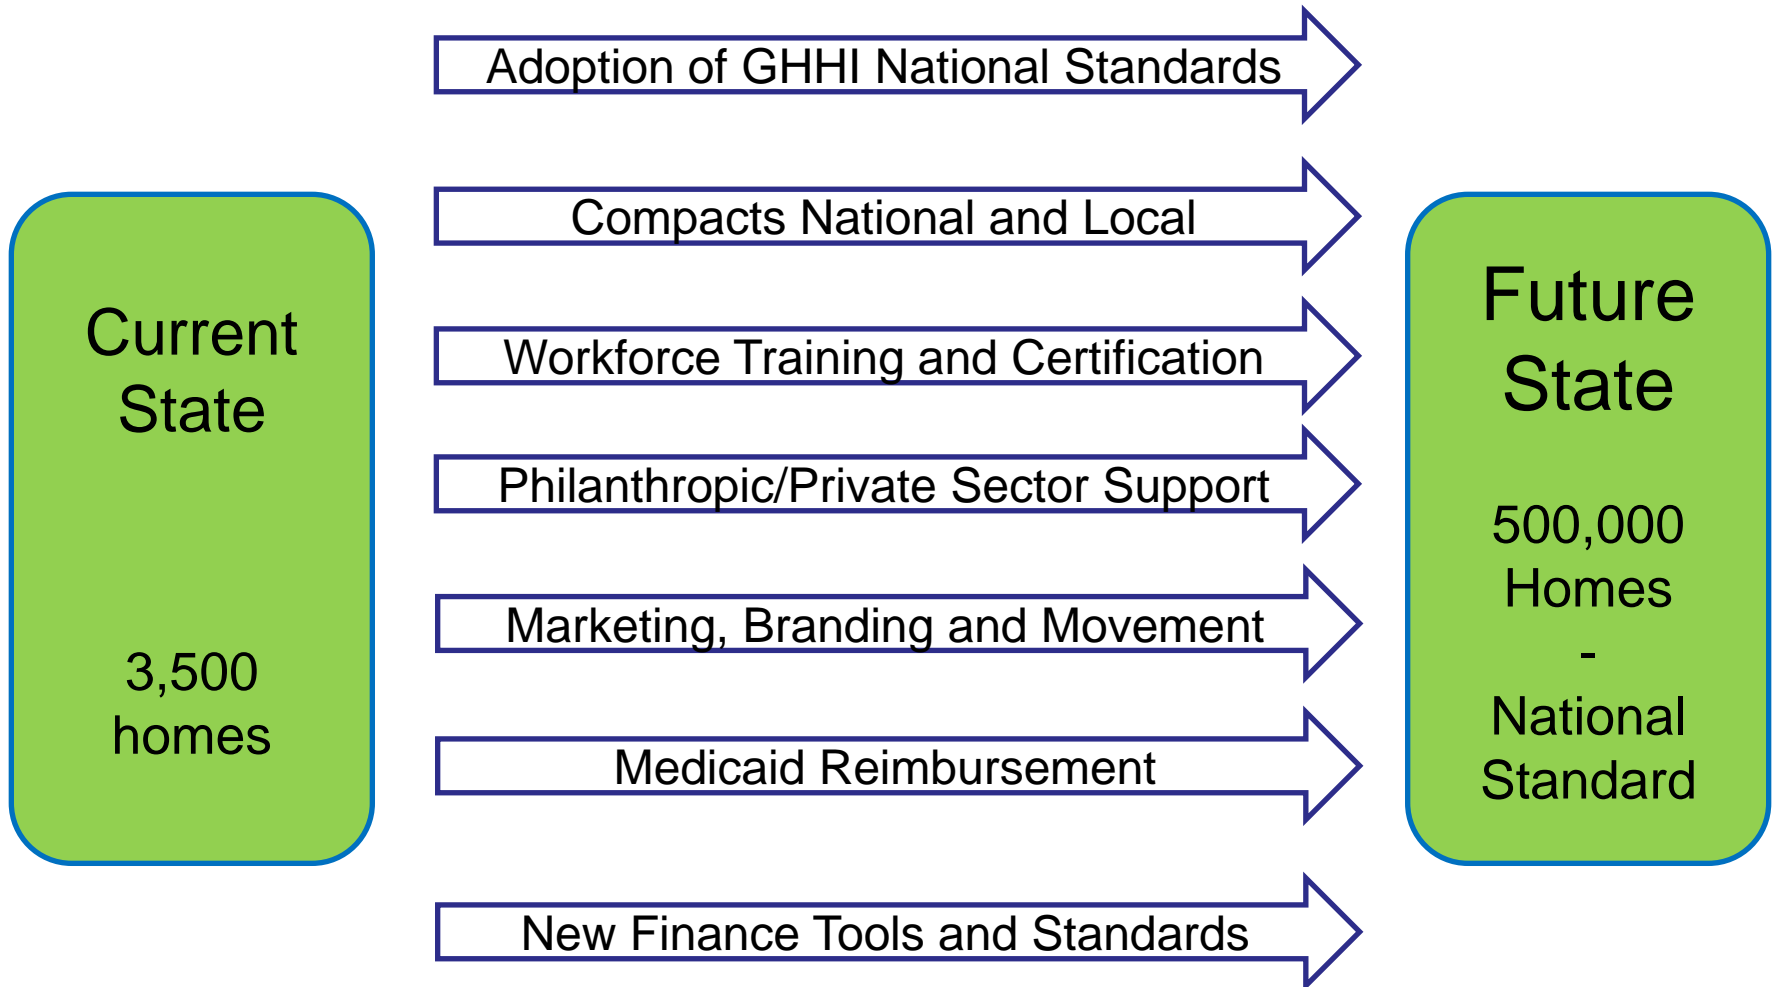 Current
State
3,500
homes
Adoption of GHHI National Standards
Compacts National and Local
Workforce Training and Certification
Philanthropic/Private Sector Support
Marketing, Branding and Movement
Medicaid Reimbursement
New Finance Tools and Standards
Future
State
500,000
Homes
-
National
Standard